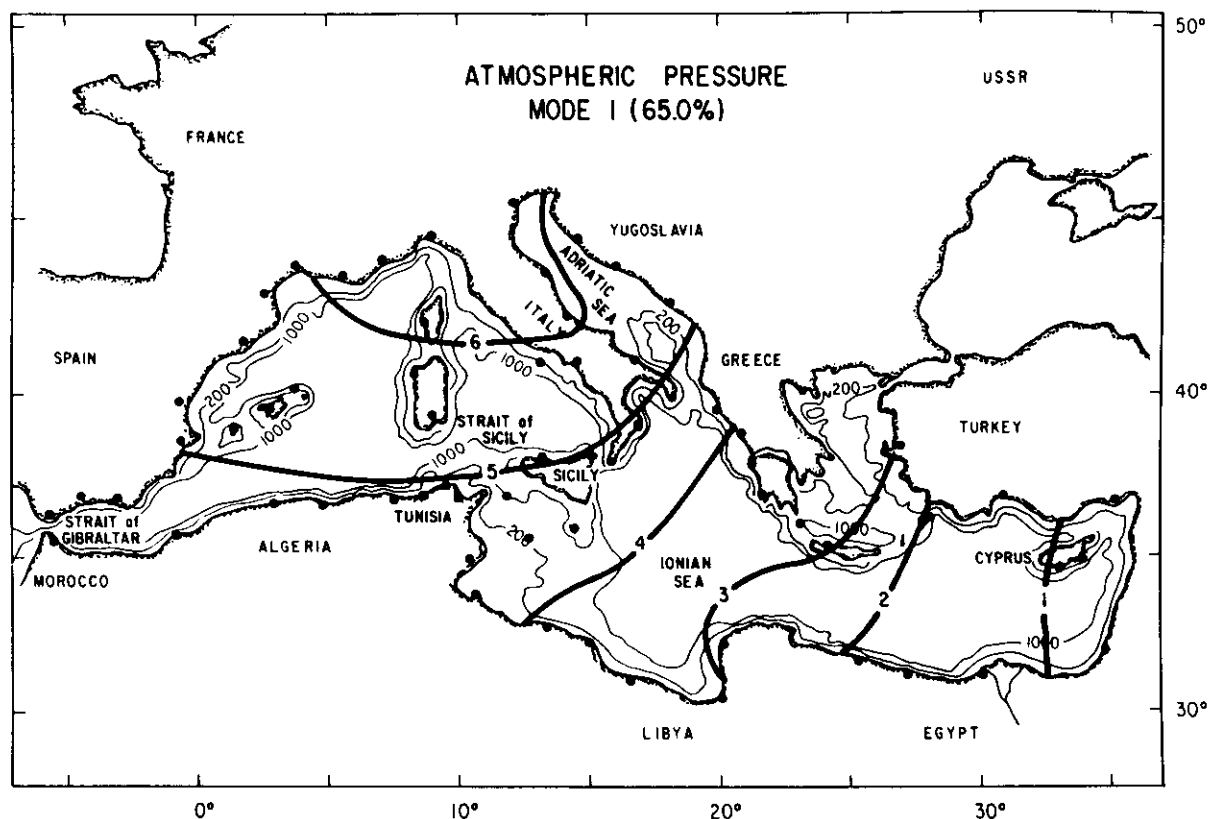 50°
ATMOSPHERIC PRESSURE
MODE 1 (65.0%)
USSR
FRANCE
YUGOSLAVIA
ADRIATIC
SEA
ITALY
200
1000
6
SPAIN
GREECE
200
200
1000
40°
1000
STRAIT of
SICILY
TURKEY
1000
5
SICILY
STRAIT of
GIBRALTAR
TUNISIA
200
1000
1
ALGERIA
4
IONIAN
SEA
CYPRUS
MOROCCO
3
2
1
1000
30°
LIBYA
EGYPT
0°
10°
20°
30°